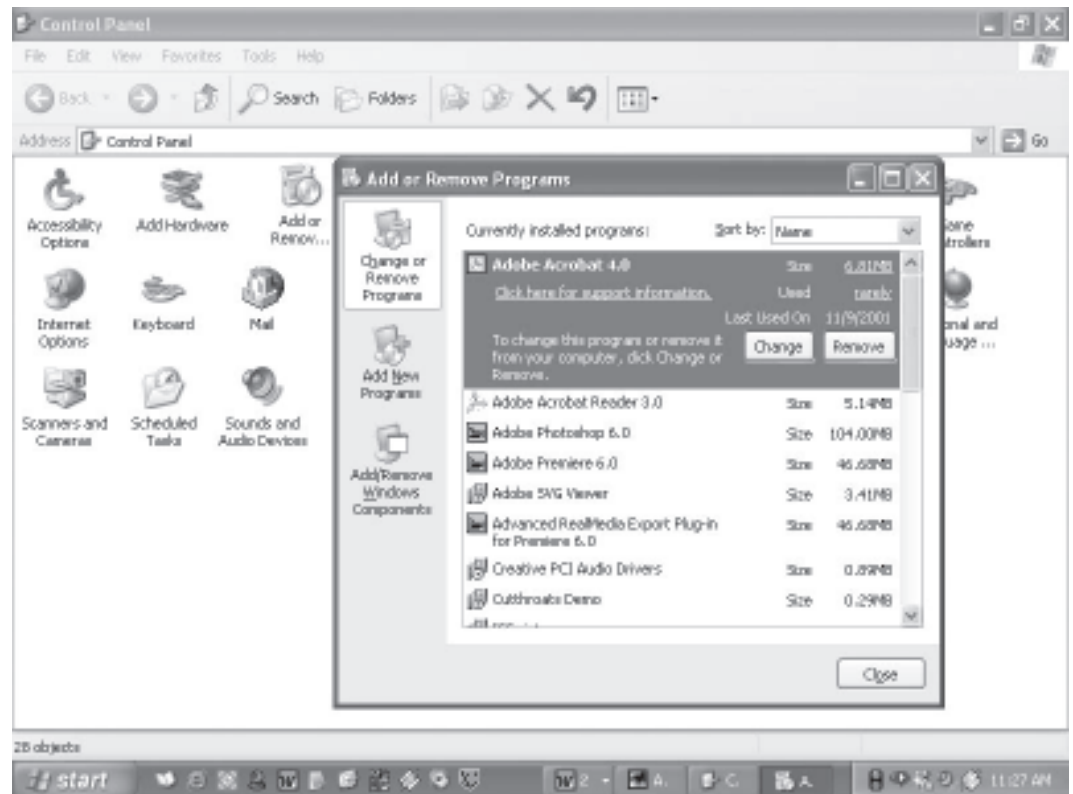 Control Panel
File Edit View Favorites Tools Help
Back Search Folders
Address Control Panel Go
Accessibility Options
Add Hardware
Add or Remov...
Internet Options
Keyboard
Mail
Scanners and Cameras
Scheduled Tasks
Sounds and Audio Devices
Add or Remove Programs
Change or Remove Programs
Add New Programs
Add/Remove Windows Components
Currently installed programs: Sort by: Name
Adobe Acrobat 4.0 Size 6.81MB
Click here for support information. Used rarely
Last Used On 11/9/2001
To change this program or remove it from your computer, click Change or Remove.
Change Remove
Adobe Acrobat Reader 3.0 Size 5.14MB
Adobe Photoshop 6.0 Size 104.00MB
Adobe Premiere 6.0 Size 46.68MB
Adobe SVG Viewer Size 3.41MB
Advanced RealMedia Export Plug-in for Premiere 6.0 Size 46.68MB
Creative PCI Audio Drivers Size 0.89MB
Cutthroats Demo Size 0.29MB
Close
ame
trollers
onal and
uage ...
28 objects
start W 2 A. C. A. 11:27 AM